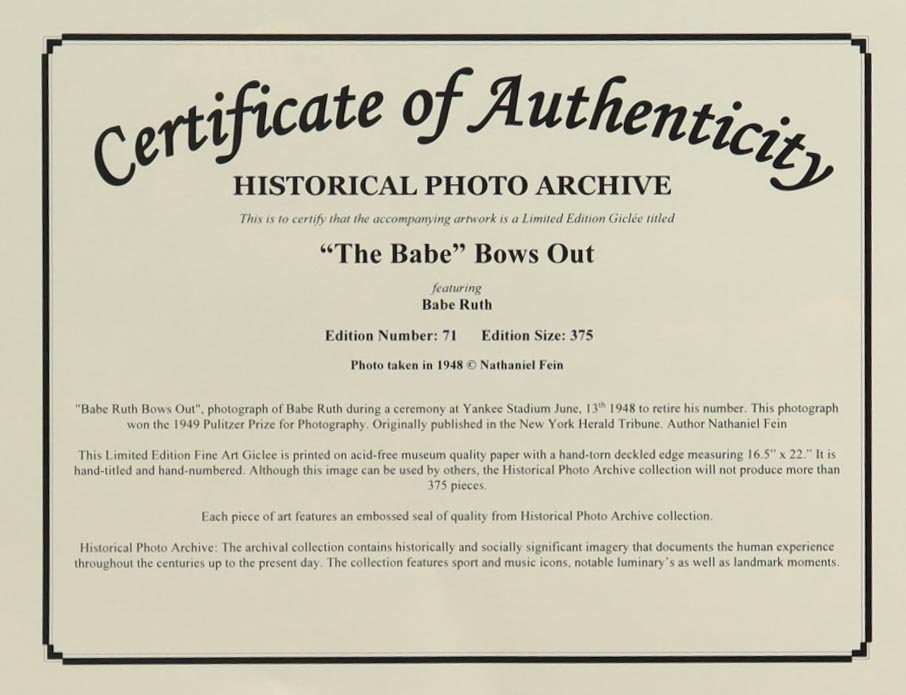 Certificate of Authenticity
HISTORICAL PHOTO ARCHIVE
This is to certify that the accompanying artwork is a Limited Edition Giclée titled
“The Babe” Bows Out
featuring
Babe Ruth
Edition Number: 71 Edition Size: 375
Photo taken in 1948 © Nathaniel Fein
"Babe Ruth Bows Out", photograph of Babe Ruth during a ceremony at Yankee Stadium June, 13th 1948 to retire his number. This photograph
won the 1949 Pulitzer Prize for Photography. Originally published in the New York Herald Tribune. Author Nathaniel Fein
This Limited Edition Fine Art Giclee is printed on acid-free museum quality paper with a hand-torn deckled edge measuring 16.5” x 22.” It is
hand-titled and hand-numbered. Although this image can be used by others, the Historical Photo Archive collection will not produce more than
375 pieces.
Each piece of art features an embossed seal of quality from Historical Photo Archive collection.
Historical Photo Archive: The archival collection contains historically and socially significant imagery that documents the human experience
throughout the centuries up to the present day. The collection features sport and music icons, notable luminary’s as well as landmark moments.